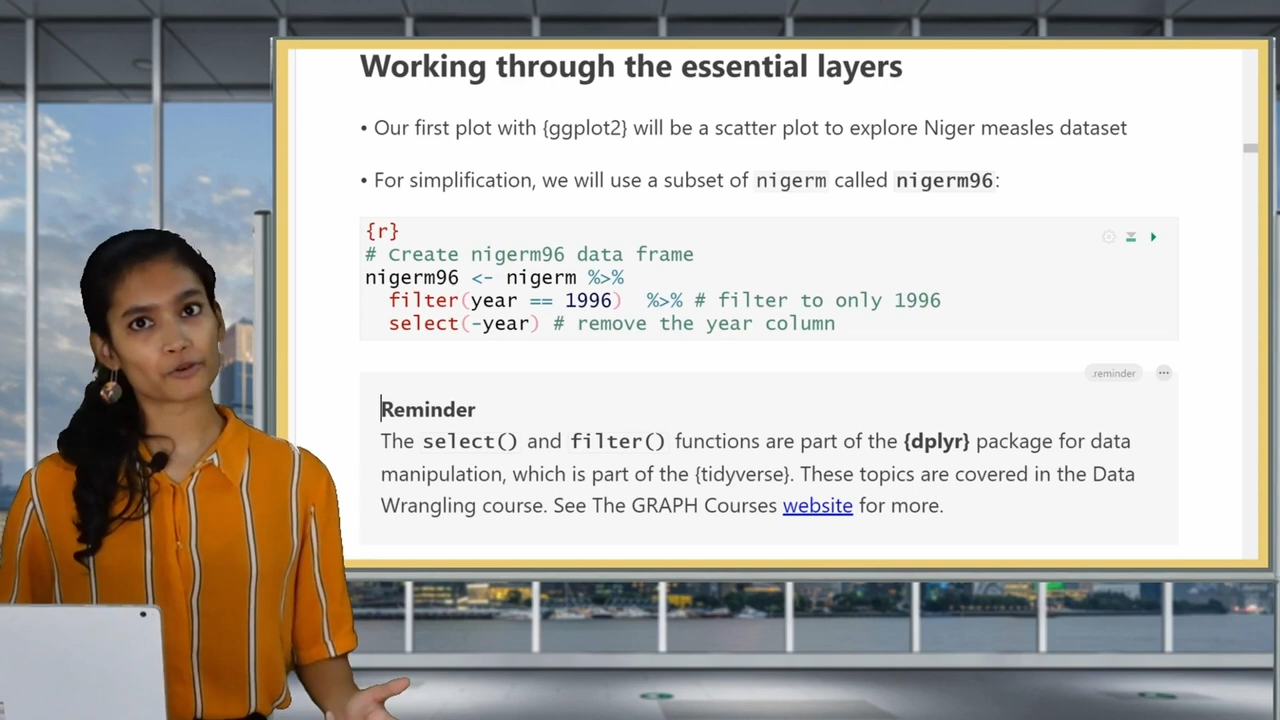 Working through the essential layers
• Our first plot with {ggplot2} will be a scatter plot to explore Niger measles dataset
• For simplification, we will use a subset of nigerm called nigerm96:
{r}
# Create nigerm96 data frame
nigerm96 <- nigerm %>%
  filter(year == 1996)  %>% # filter to only 1996
  select(-year) # remove the year column
.reminder
Reminder
The select() and filter() functions are part of the {dplyr} package for data
manipulation, which is part of the {tidyverse}. These topics are covered in the Data
Wrangling course. See The GRAPH Courses website for more.